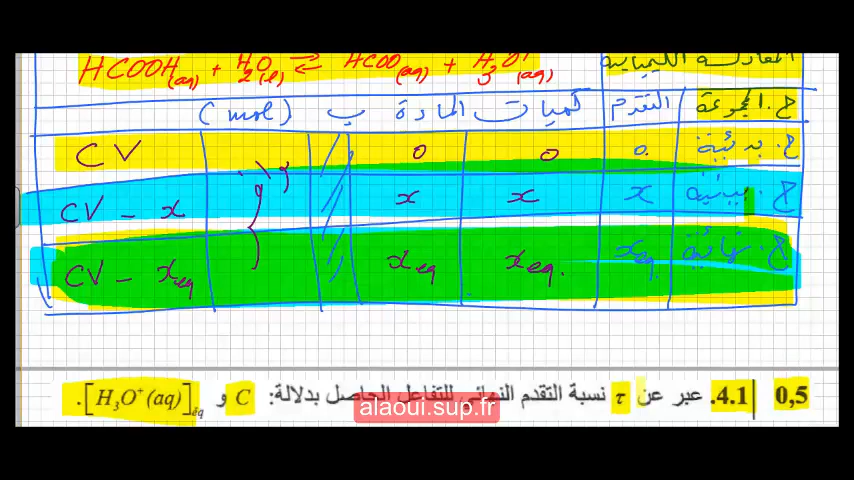 المعادلة الكيميائية HCOOH(aq) + H2O(l) ⇌ HCOO(aq) + H3O+(aq)
ح. المجموعة التقدم كميات المادة ب (mol)
ح. بدئية 0 0 0 CV
ح. بينية x x x CV - x
ح. نهائية xeq xeq. xeq CV - xeq
0,5 4.1. عبر عن τ نسبة التقدم النهائي للتفاعل الحاصل بدلالة: C و [H3O+(aq)]éq .
alaoui.sup.fr